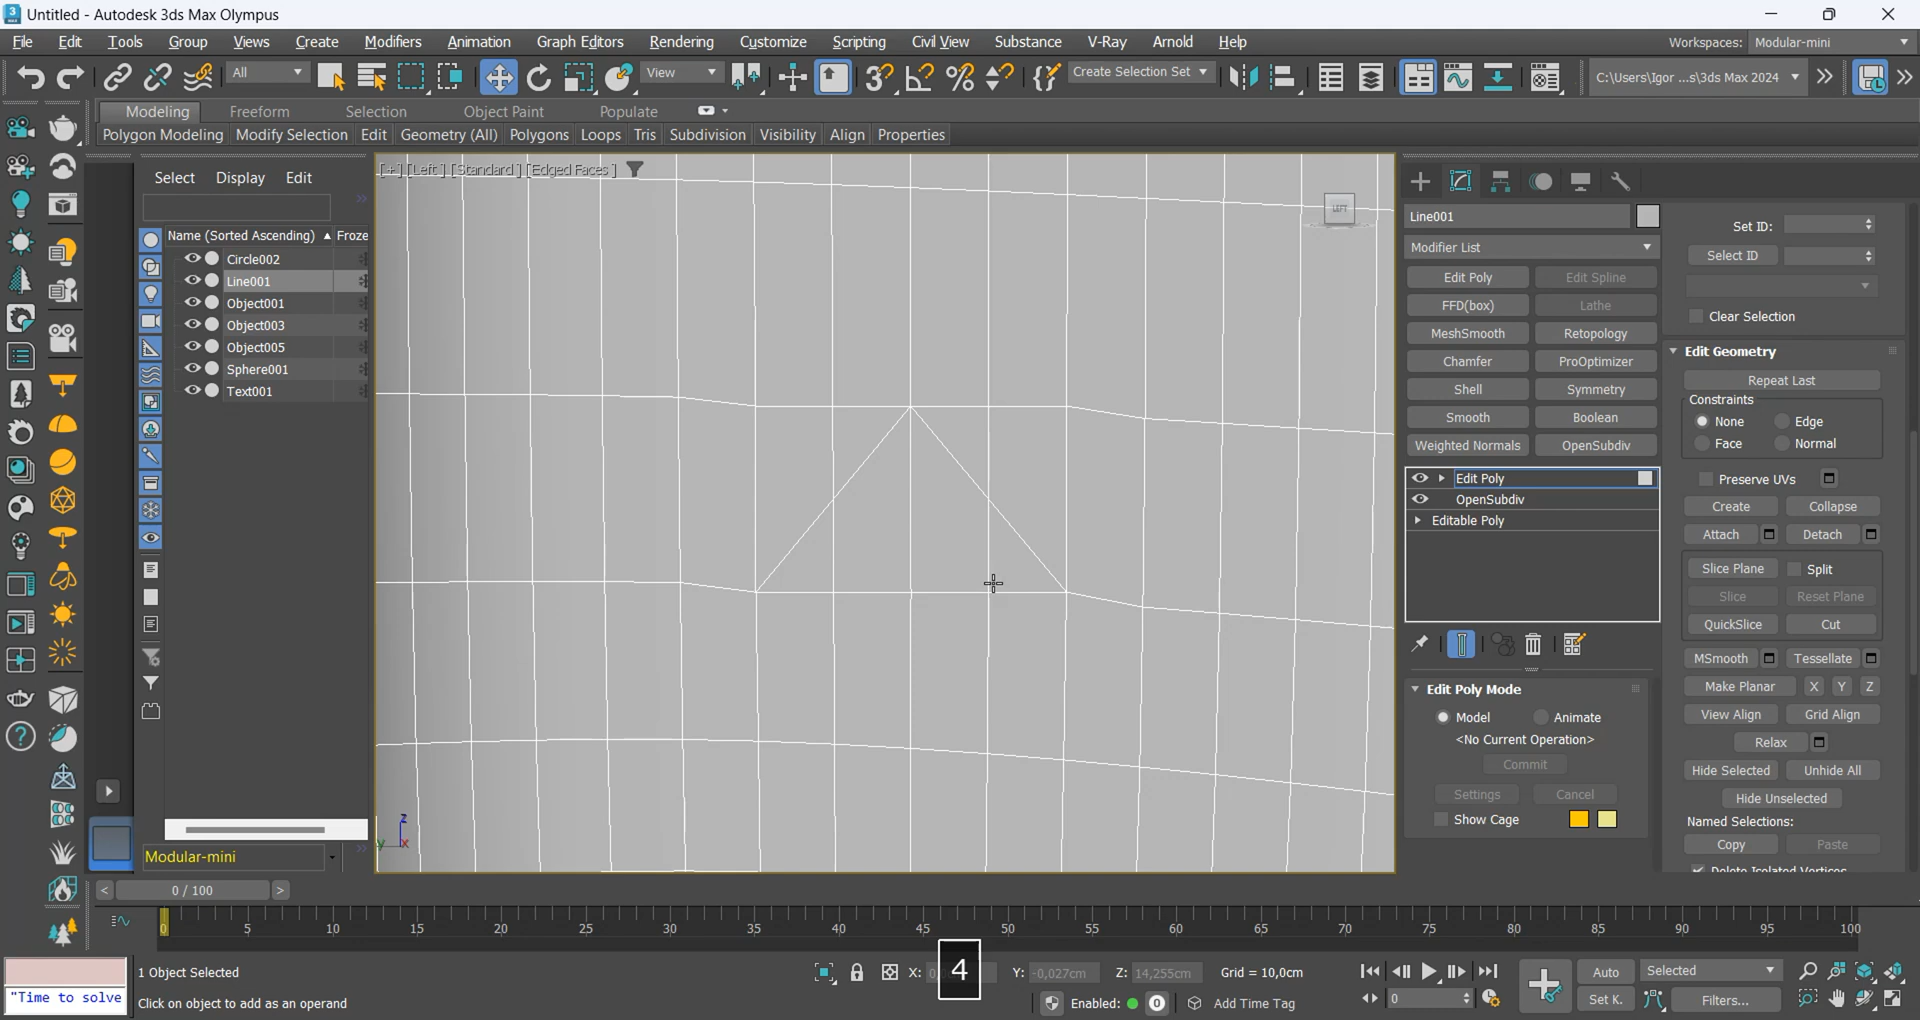 Untitled - Autodesk 3ds Max Olympus
File Edit Tools Group Views Create Modifiers Animation Graph Editors Rendering Customize Scripting Civil View Substance V-Ray Arnold Help
Workspaces: Modular-mini
All
View
Create Selection Set
C:\Users\Igor ...s\3ds Max 2024
Modeling Freeform Selection Object Paint Populate
Polygon Modeling Modify Selection Edit Geometry (All) Polygons Loops Tris Subdivision Visibility Align Properties
Select Display Edit
Name (Sorted Ascending) ▲ Froze
Circle002
Line001
Object001
Object003
Object005
Sphere001
Text001
Modular-mini
[+] [Left ] [Standard ] [Edged Faces ]
LEFT
z
y x
Line001
Modifier List
Edit Poly Edit Spline
FFD(box) Lathe
MeshSmooth Retopology
Chamfer ProOptimizer
Shell Symmetry
Smooth Boolean
Weighted Normals OpenSubdiv
Edit Poly
OpenSubdiv
Editable Poly
Edit Poly Mode
Model Animate
<No Current Operation>
Commit
Settings Cancel
Show Cage
Set ID:
Select ID
Clear Selection
Edit Geometry
Repeat Last
Constraints
None Edge
Face Normal
Preserve UVs
Create Collapse
Attach Detach
Slice Plane Split
Slice Reset Plane
QuickSlice Cut
MSmooth Tessellate
Make Planar X Y Z
View Align Grid Align
Relax
Hide Selected Unhide All
Hide Unselected
Named Selections:
Copy Paste
Delete Isolated Vertices
< 0 / 100 >
0 5 10 15 20 25 30 35 40 45 50 55 60 65 70 75 80 85 90 95 100
4
1 Object Selected
X: Y: -0,027cm Z: 14,255cm Grid = 10,0cm
Auto Selected
"Time to solve
Click on object to add as an operand
Enabled: 0 Add Time Tag
0
Set K. Filters...